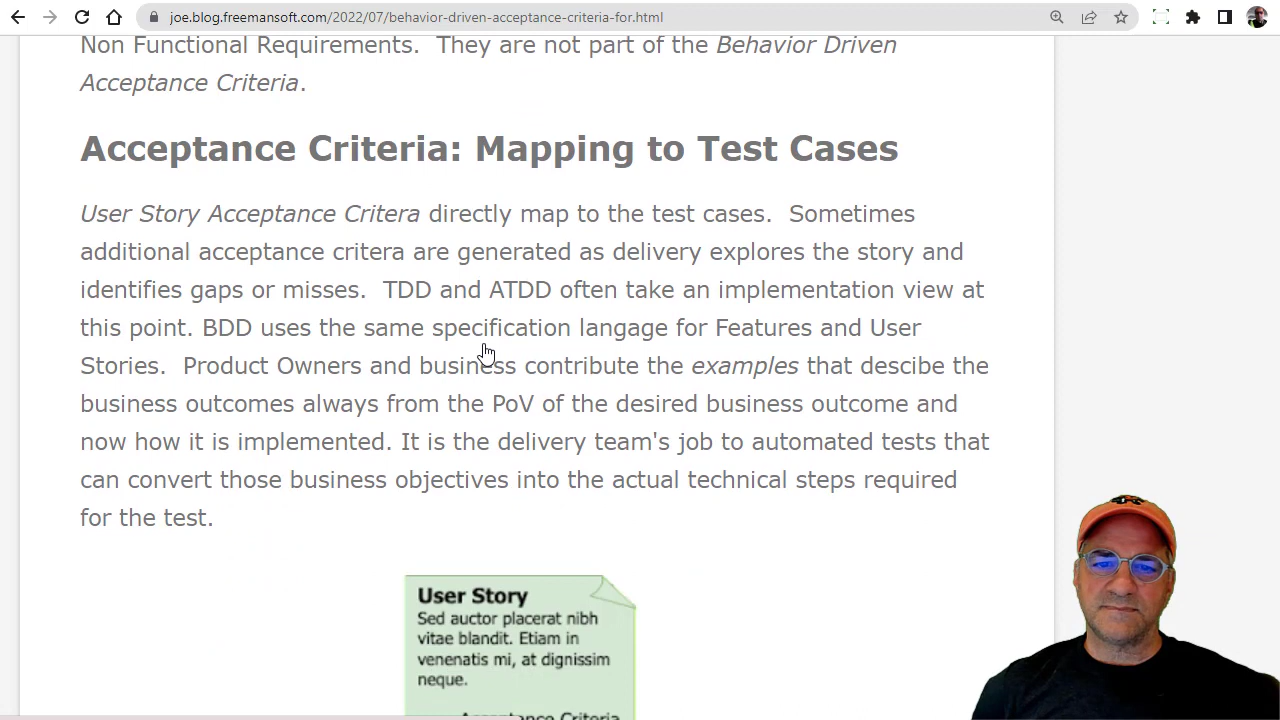 joe.blog.freemansoft.com/2022/07/behavior-driven-acceptance-criteria-for.html
Non Functional Requirements.  They are not part of the Behavior Driven
Acceptance Criteria.
Acceptance Criteria: Mapping to Test Cases
User Story Acceptance Critera directly map to the test cases.  Sometimes
additional acceptance critera are generated as delivery explores the story and
identifies gaps or misses.  TDD and ATDD often take an implementation view at
this point. BDD uses the same specification langage for Features and User
Stories.  Product Owners and business contribute the examples that descibe the
business outcomes always from the PoV of the desired business outcome and
now how it is implemented. It is the delivery team's job to automated tests that
can convert those business objectives into the actual technical steps required
for the test.
User Story
Sed auctor placerat nibh
vitae blandit. Etiam in
venenatis mi, at dignissim
neque.
Acceptance Criteria